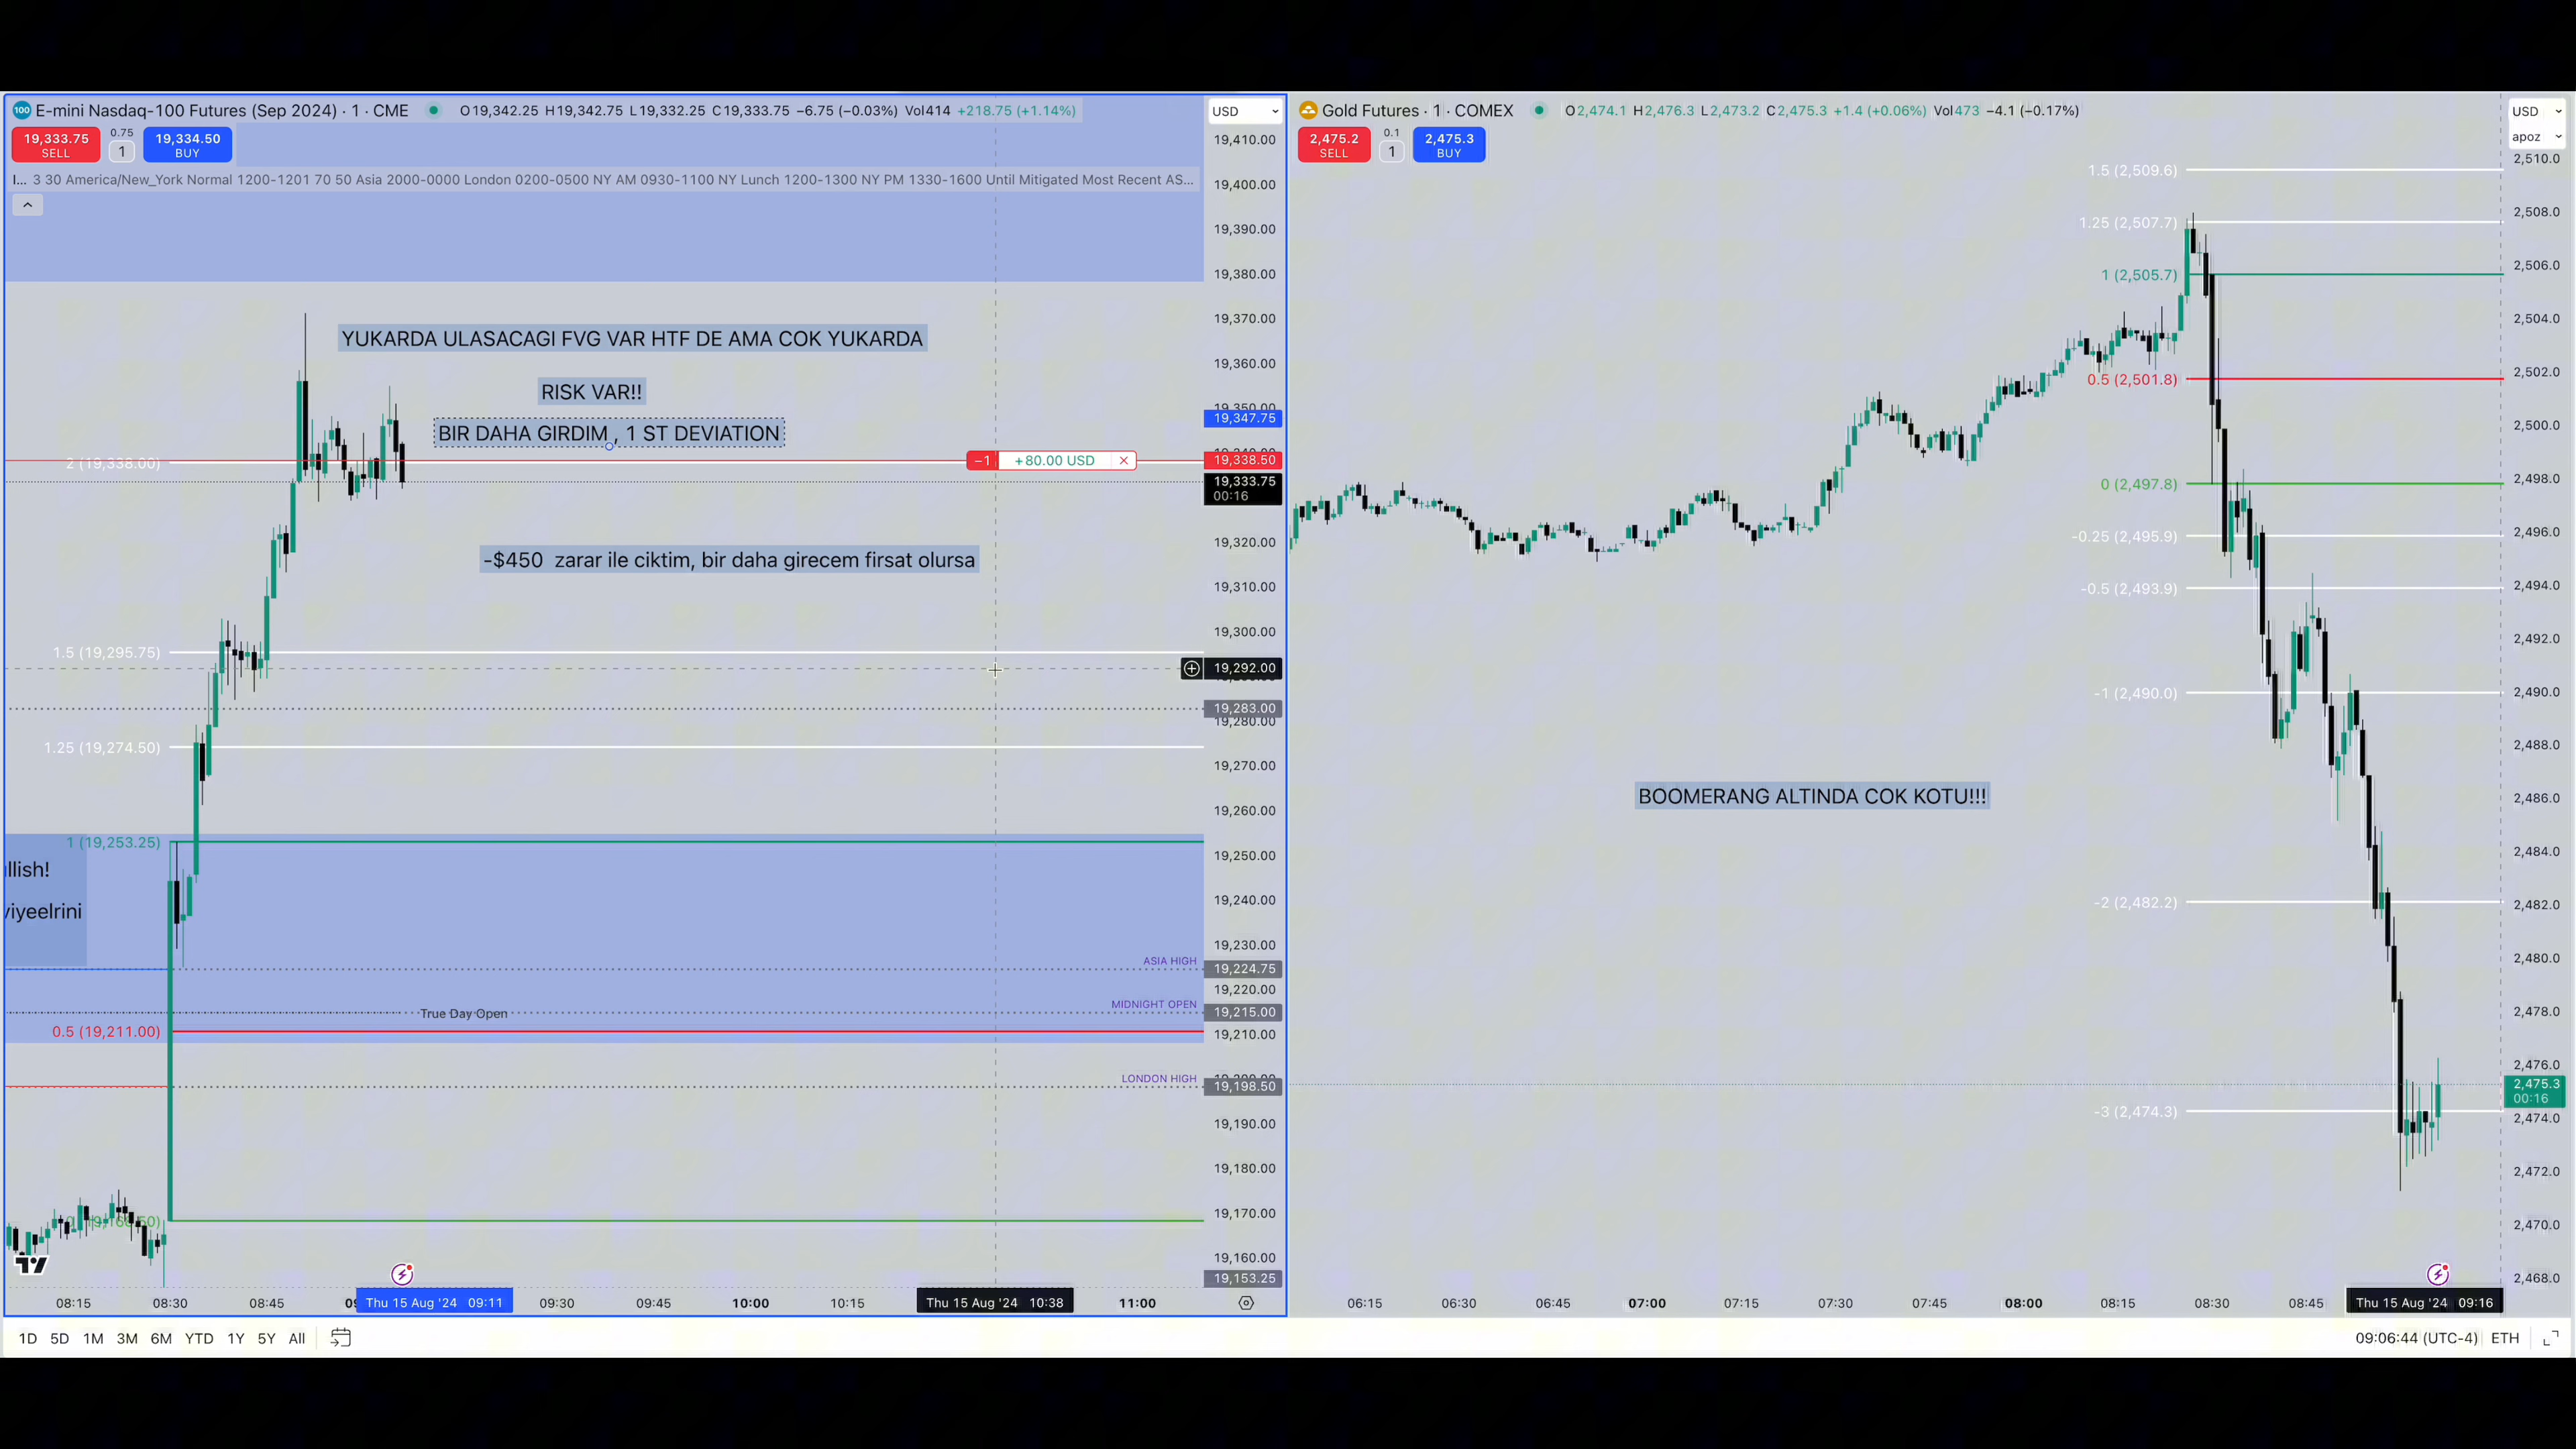 E-mini Nasdaq-100 Futures (Sep 2024) · 1 · CME O19,342.25 H19,342.75 L19,332.25 C19,333.75 −6.75 (−0.03%) Vol414 +218.75 (+1.14%)
USD
19,333.75 SELL 0.75 1 19,334.50 BUY
I... 3 30 America/New_York Normal 1200-1201 70 50 Asia 2000-0000 London 0200-0500 NY AM 0930-1100 NY Lunch 1200-1300 NY PM 1330-1600 Until Mitigated Most Recent AS...
19,410.00
19,400.00
19,390.00
19,380.00
19,370.00
YUKARDA ULASACAGI FVG VAR HTF DE AMA COK YUKARDA
19,360.00
RISK VAR!!
19,350.00
19,347.75
BIR DAHA GIRDIM , 1 ST DEVIATION
2 (19,338.00)
−1 +80.00 USD
19,338.50
19,333.75
00:16
19,320.00
-$450 zarar ile ciktim, bir daha girecem firsat olursa
19,310.00
19,300.00
1.5 (19,295.75)
19,292.00
19,283.00
19,280.00
1.25 (19,274.50)
19,270.00
19,260.00
1 (19,253.25)
19,250.00
llish!
viyeelrini
19,240.00
19,230.00
ASIA HIGH
19,224.75
19,220.00
MIDNIGHT OPEN
True Day Open
19,215.00
0.5 (19,211.00)
19,210.00
LONDON HIGH
19,198.50
19,190.00
19,180.00
19,170.00
19,160.00
19,153.25
08:15 08:30 08:45 Thu 15 Aug '24 09:11 09:30 09:45 10:00 10:15 Thu 15 Aug '24 10:38 11:00
Gold Futures · 1 · COMEX O2,474.1 H2,476.3 L2,473.2 C2,475.3 +1.4 (+0.06%) Vol473 −4.1 (−0.17%)
USD
apoz
2,475.2 SELL 0.1 1 2,475.3 BUY
2,510.0
1.5 (2,509.6)
2,508.0
1.25 (2,507.7)
2,506.0
1 (2,505.7)
2,504.0
2,502.0
0.5 (2,501.8)
2,500.0
2,498.0
0 (2,497.8)
2,496.0
-0.25 (2,495.9)
2,494.0
-0.5 (2,493.9)
2,492.0
2,490.0
-1 (2,490.0)
2,488.0
2,486.0
BOOMERANG ALTINDA COK KOTU!!!
2,484.0
2,482.0
-2 (2,482.2)
2,480.0
2,478.0
2,476.0
2,475.3
00:16
2,474.0
-3 (2,474.3)
2,472.0
2,470.0
2,468.0
06:15 06:30 06:45 07:00 07:15 07:30 07:45 08:00 08:15 08:30 08:45 Thu 15 Aug '24 09:16
1D 5D 1M 3M 6M YTD 1Y 5Y All
09:06:44 (UTC-4) ETH